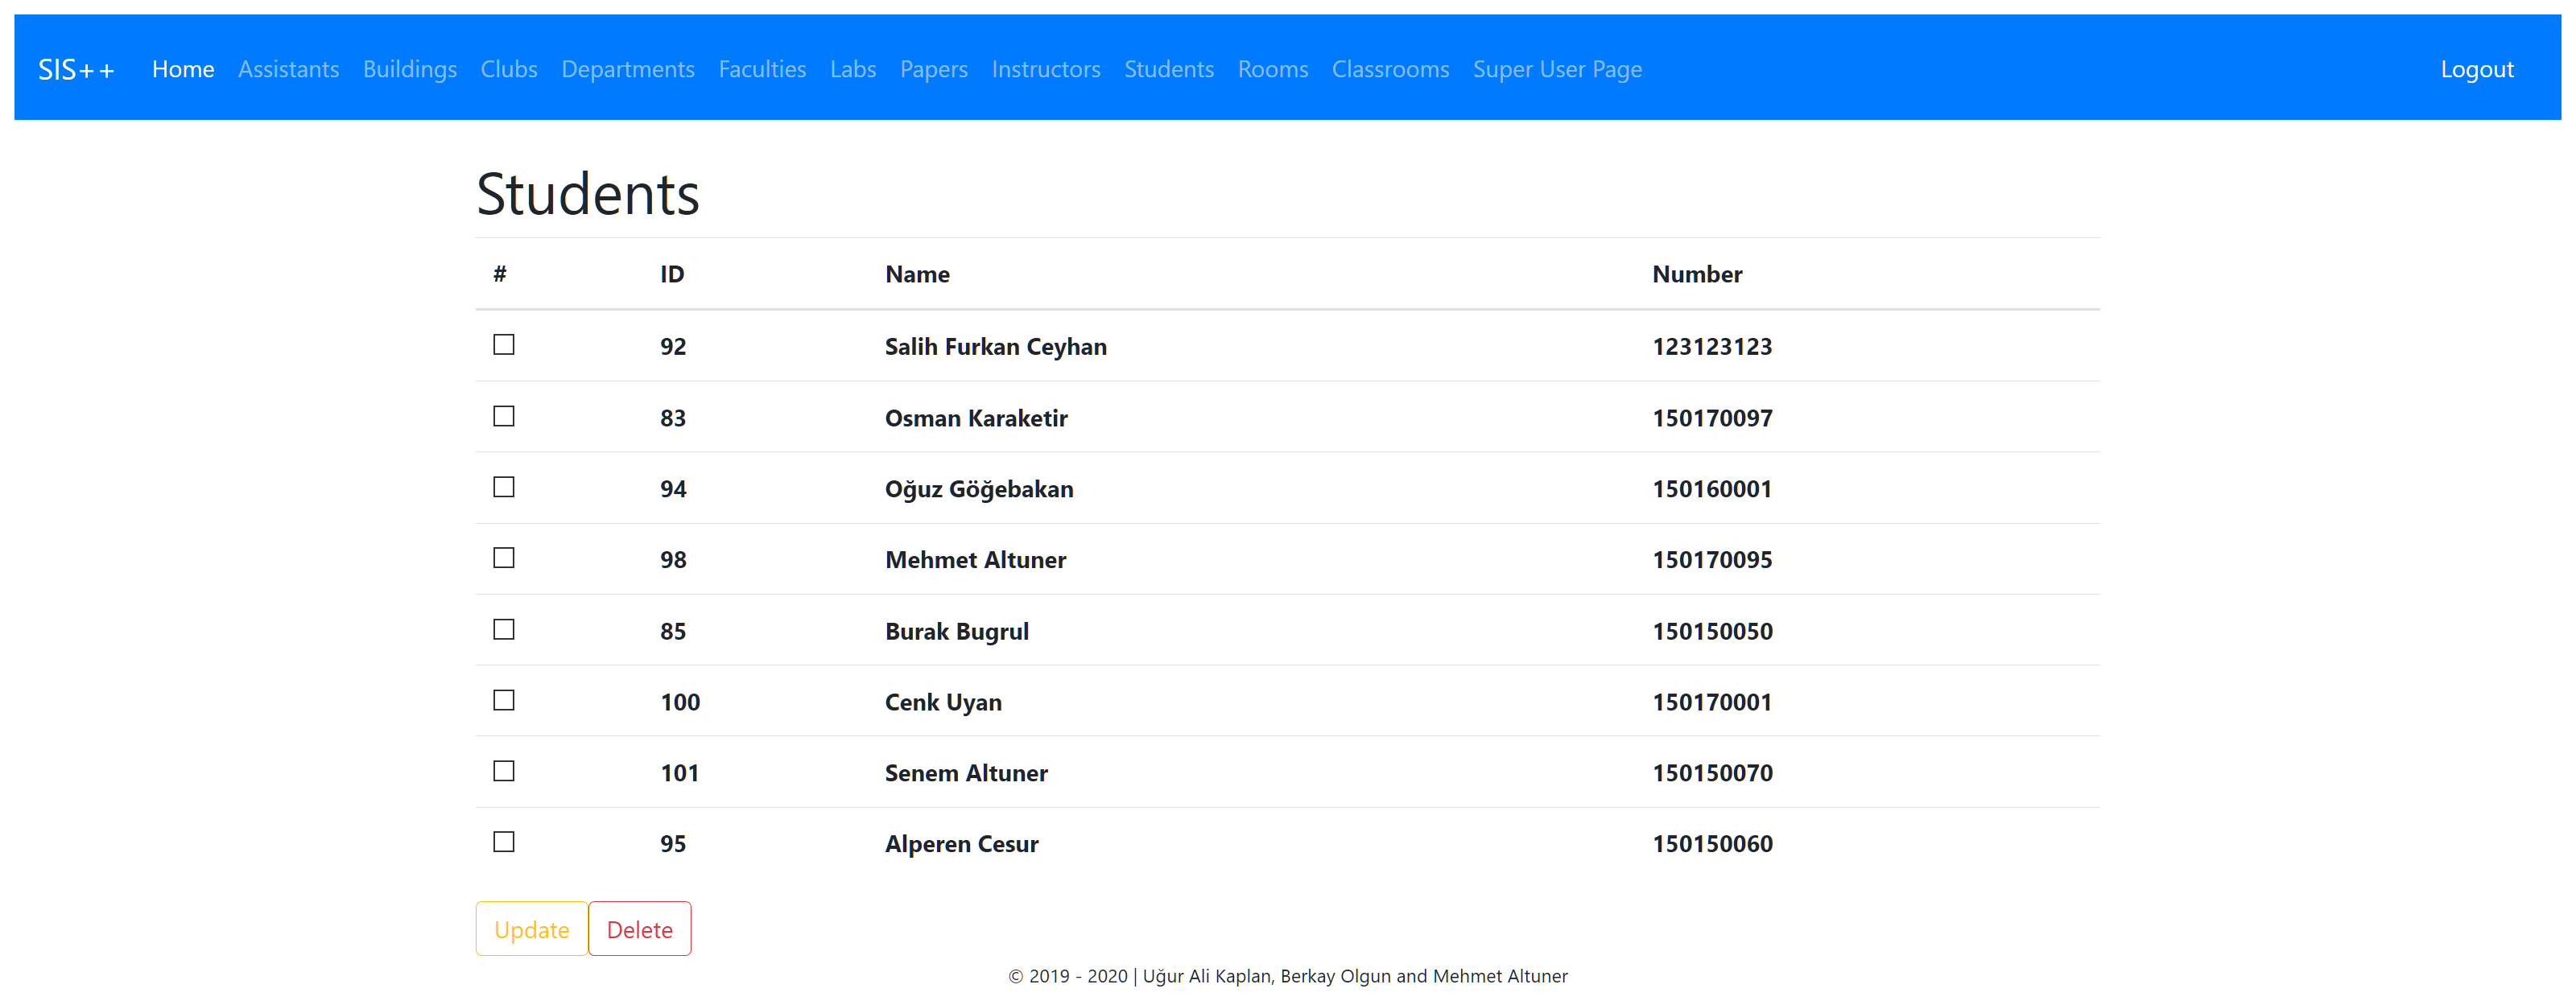 SIS++ Home Assistants Buildings Clubs Departments Faculties Labs Papers Instructors Students Rooms Classrooms Super User Page Logout
Students
# ID Name Number
92 Salih Furkan Ceyhan 123123123
83 Osman Karaketir 150170097
94 Oğuz Göğebakan 150160001
98 Mehmet Altuner 150170095
85 Burak Bugrul 150150050
100 Cenk Uyan 150170001
101 Senem Altuner 150150070
95 Alperen Cesur 150150060
Update Delete
© 2019 - 2020 | Uğur Ali Kaplan, Berkay Olgun and Mehmet Altuner